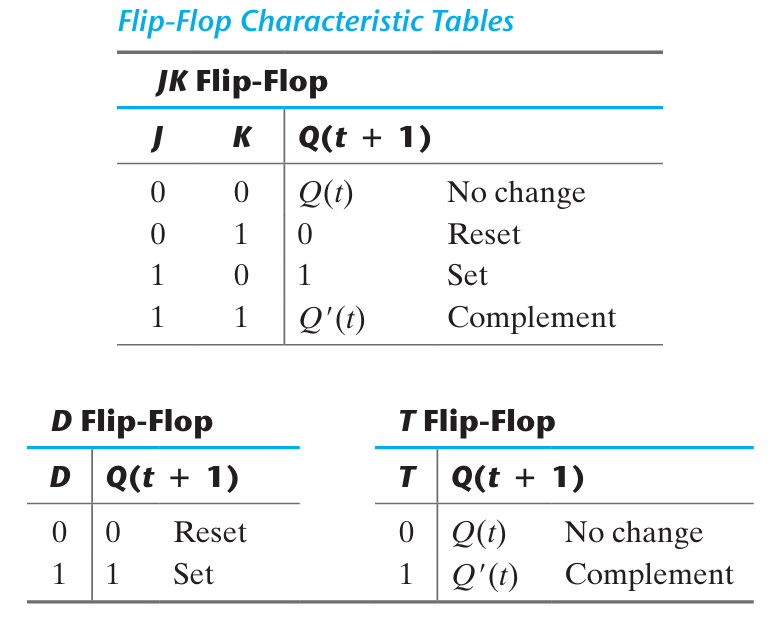 Flip-Flop Characteristic Tables
JK Flip-Flop
J K Q(t + 1)
0 0 Q(t) No change
0 1 0 Reset
1 0 1 Set
1 1 Q′(t) Complement
D Flip-Flop
D Q(t + 1)
0 0 Reset
1 1 Set
T Flip-Flop
T Q(t + 1)
0 Q(t) No change
1 Q′(t) Complement